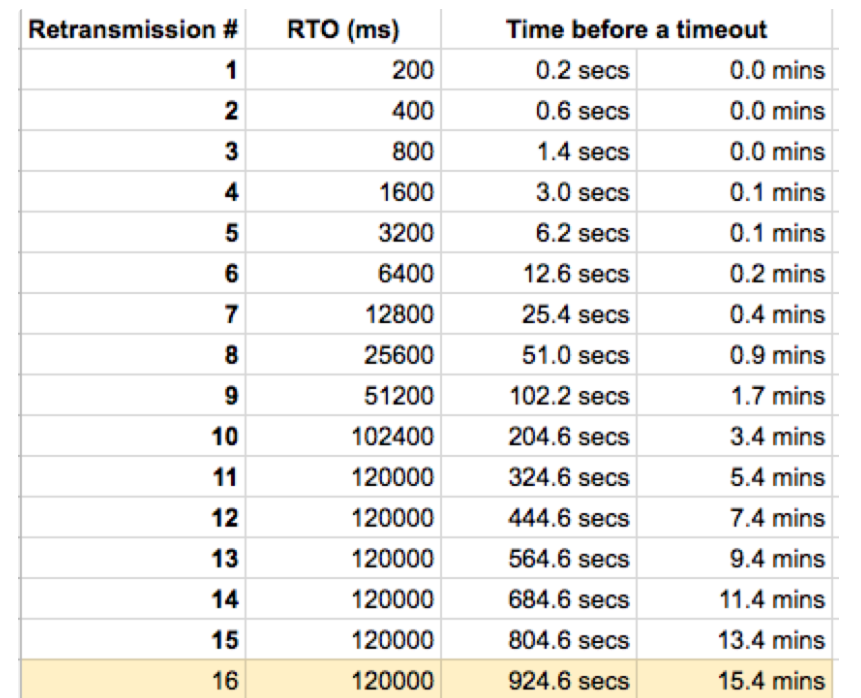 Retransmission # RTO (ms) Time before a timeout
1 200 0.2 secs 0.0 mins
2 400 0.6 secs 0.0 mins
3 800 1.4 secs 0.0 mins
4 1600 3.0 secs 0.1 mins
5 3200 6.2 secs 0.1 mins
6 6400 12.6 secs 0.2 mins
7 12800 25.4 secs 0.4 mins
8 25600 51.0 secs 0.9 mins
9 51200 102.2 secs 1.7 mins
10 102400 204.6 secs 3.4 mins
11 120000 324.6 secs 5.4 mins
12 120000 444.6 secs 7.4 mins
13 120000 564.6 secs 9.4 mins
14 120000 684.6 secs 11.4 mins
15 120000 804.6 secs 13.4 mins
16 120000 924.6 secs 15.4 mins